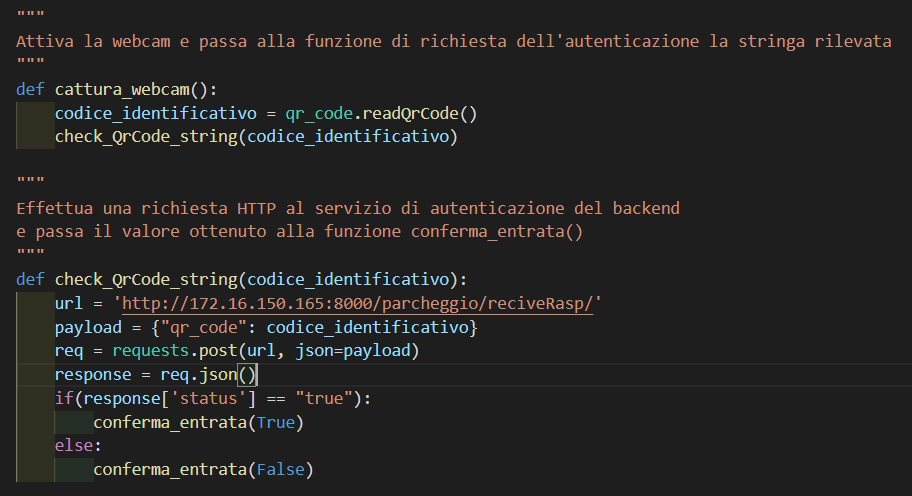 """
Attiva la webcam e passa alla funzione di richiesta dell'autenticazione la stringa rilevata
"""
def cattura_webcam():
    codice_identificativo = qr_code.readQrCode()
    check_QrCode_string(codice_identificativo)
"""
Effettua una richiesta HTTP al servizio di autenticazione del backend
e passa il valore ottenuto alla funzione conferma_entrata()
"""
def check_QrCode_string(codice_identificativo):
    url = 'http://172.16.150.165:8000/parcheggio/reciveRasp/'
    payload = {"qr_code": codice_identificativo}
    req = requests.post(url, json=payload)
    response = req.json()
    if(response['status'] == "true"):
        conferma_entrata(True)
    else:
        conferma_entrata(False)